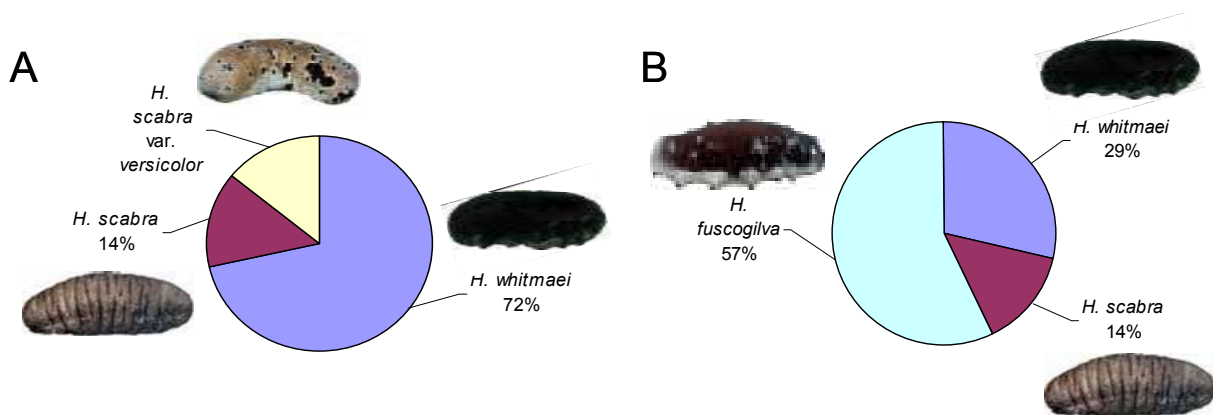 A
H.
scabra
var.
versicolor
H. scabra
14%
H. whitmaei
72%
B
H. whitmaei
29%
H.
fuscogilva
57%
H. scabra
14%